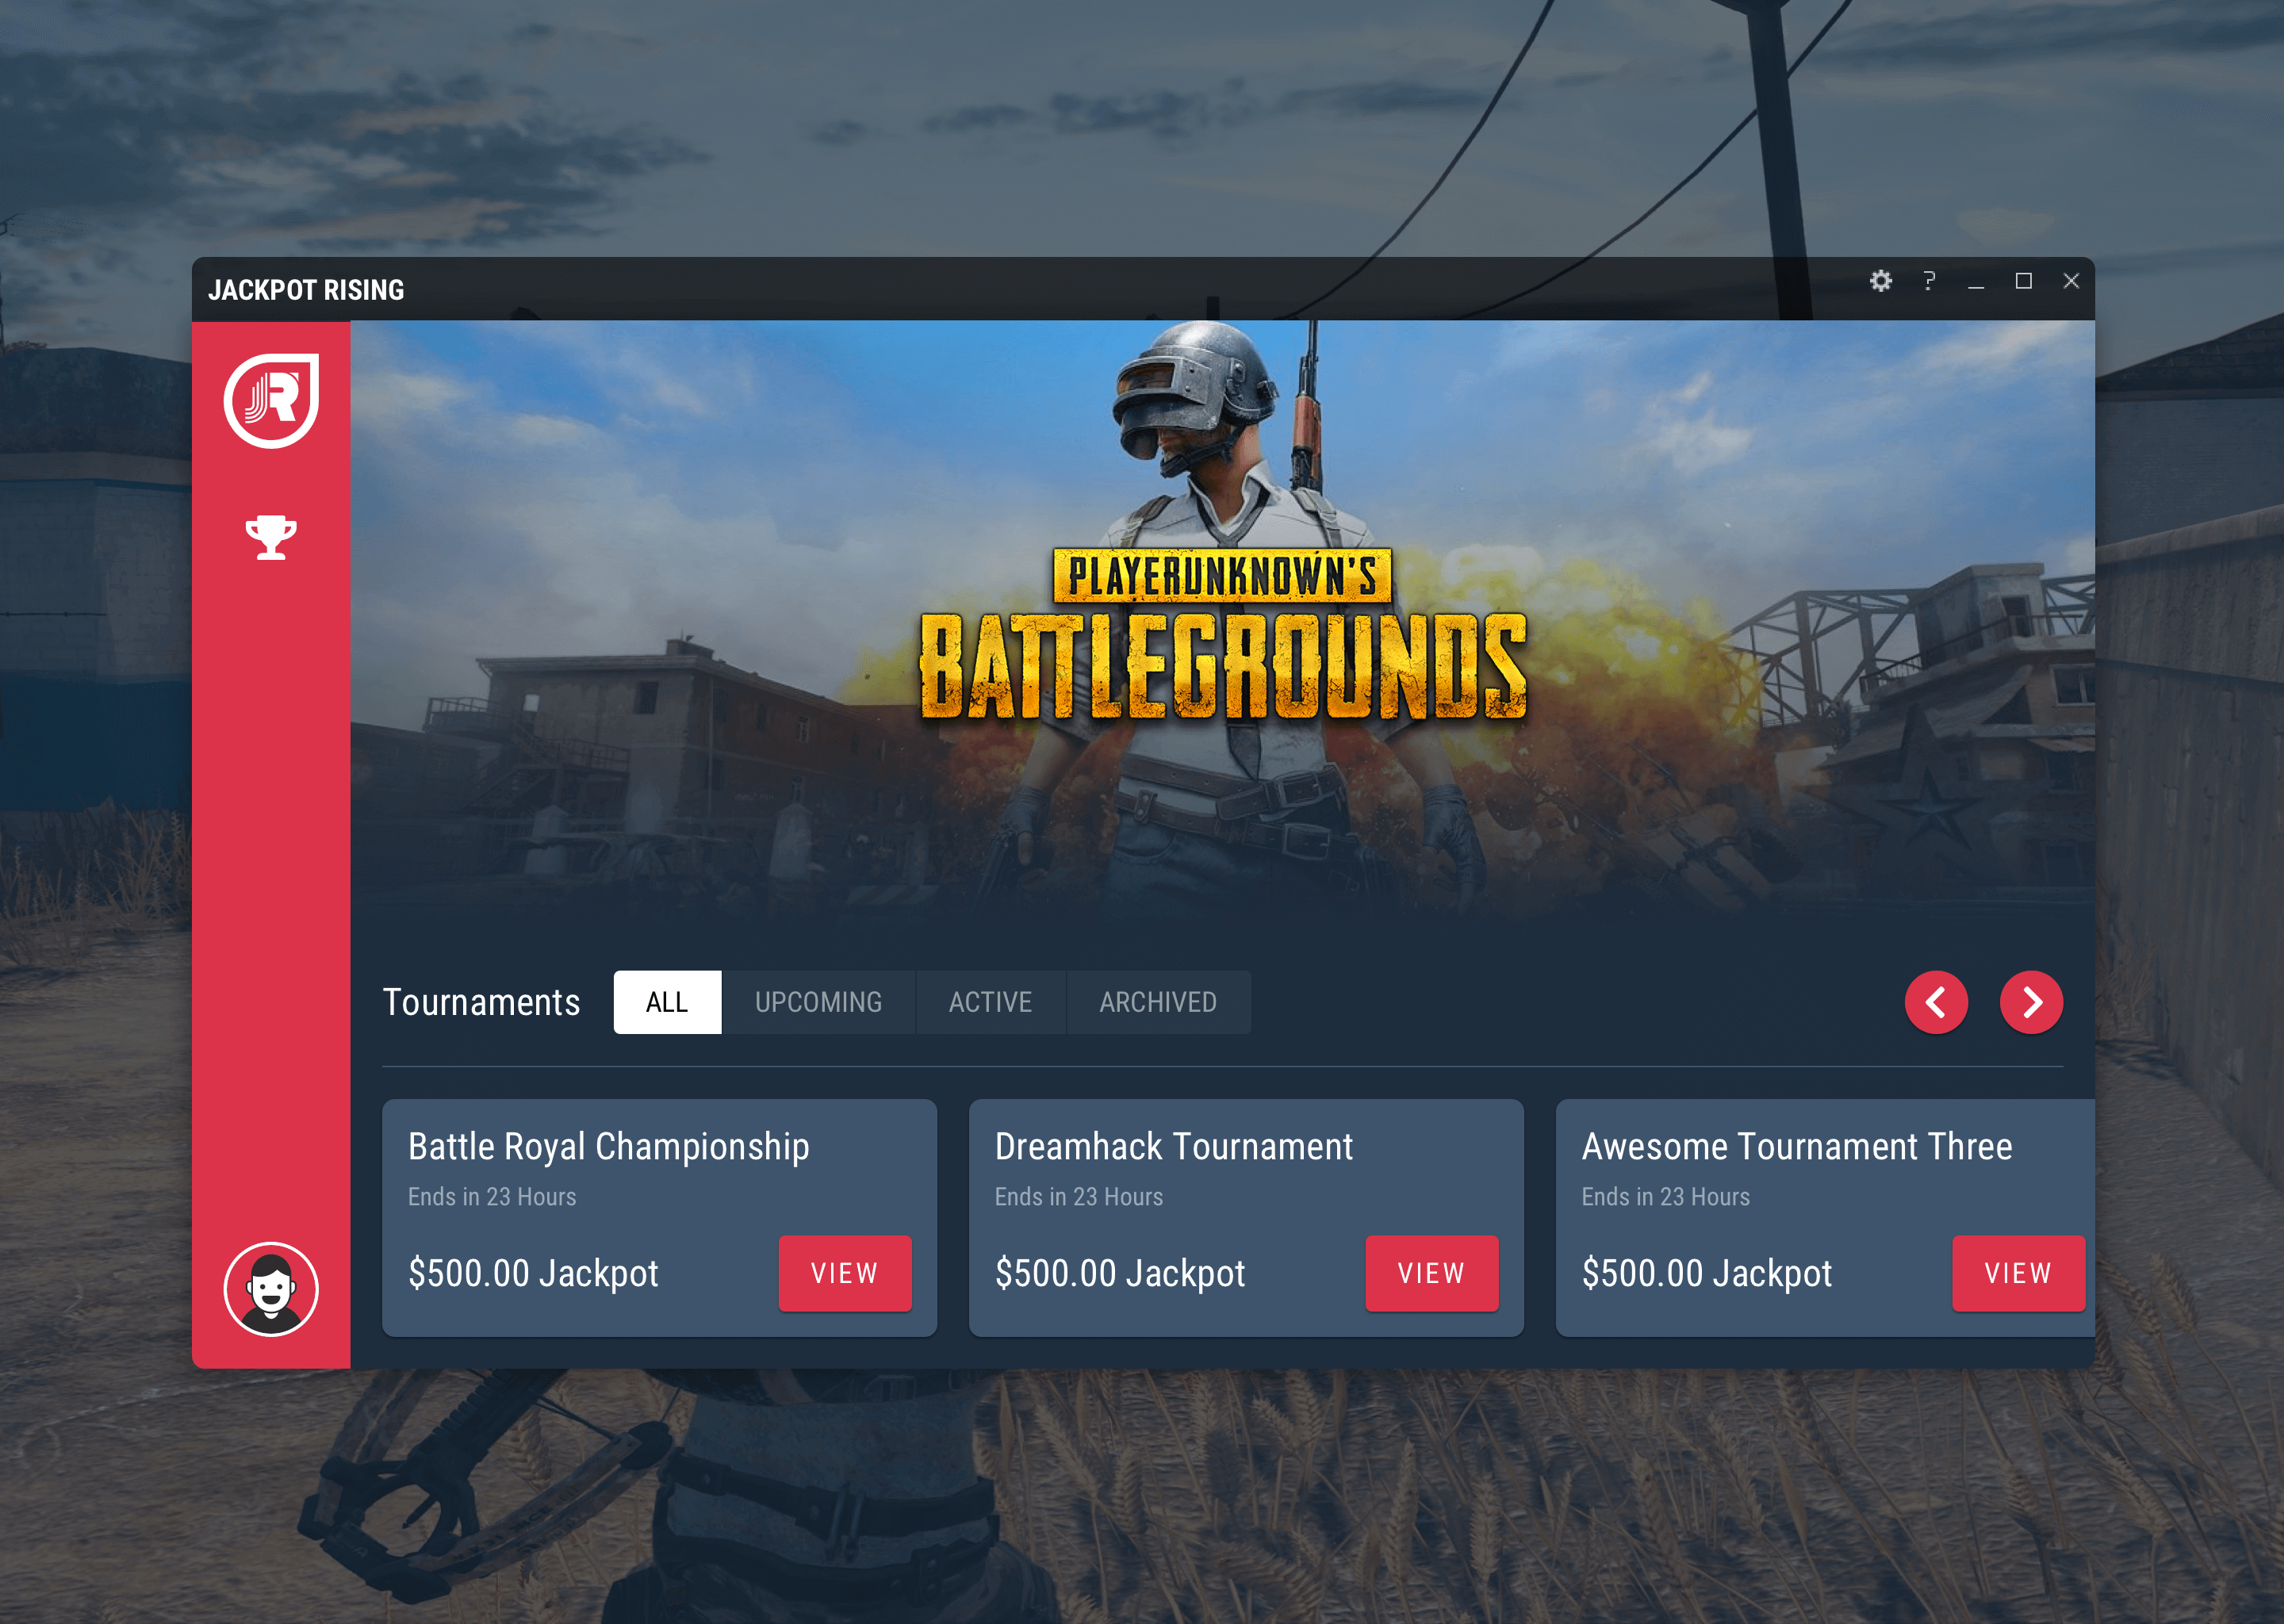 JACKPOT RISING
?
JR
PLAYERUNKNOWN'S
BATTLEGROUNDS
Tournaments
ALL
UPCOMING
ACTIVE
ARCHIVED
Battle Royal Championship
Ends in 23 Hours
$500.00 Jackpot
VIEW
Dreamhack Tournament
Ends in 23 Hours
$500.00 Jackpot
VIEW
Awesome Tournament Three
Ends in 23 Hours
$500.00 Jackpot
VIEW